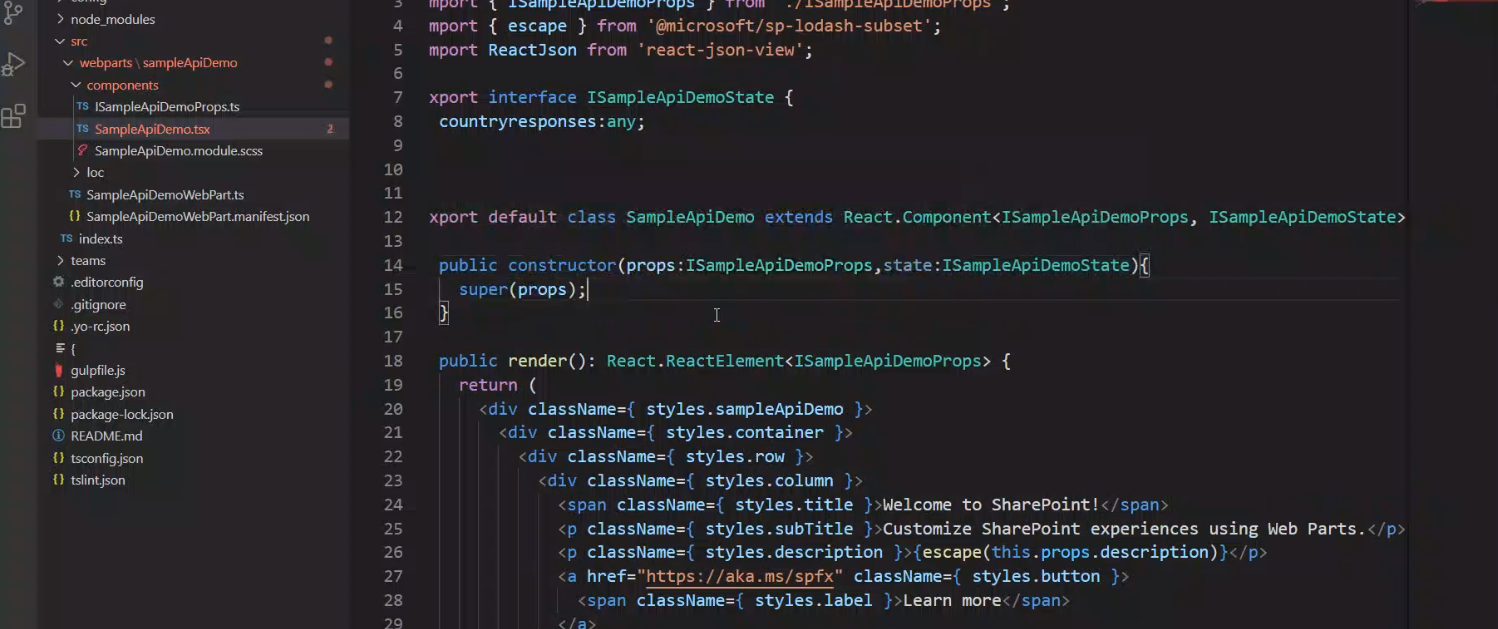 config
node_modules
src
webparts \ sampleApiDemo
components
TS ISampleApiDemoProps.ts
TS SampleApiDemo.tsx 2
SampleApiDemo.module.scss
loc
TS SampleApiDemoWebPart.ts
{} SampleApiDemoWebPart.manifest.json
TS index.ts
teams
.editorconfig
.gitignore
{} .yo-rc.json
{
gulpfile.js
{} package.json
{} package-lock.json
README.md
{} tsconfig.json
{} tslint.json
3 mport { ISampleApiDemoProps } from './ISampleApiDemoProps';
4 mport { escape } from '@microsoft/sp-lodash-subset';
5 mport ReactJson from 'react-json-view';
6
7 xport interface ISampleApiDemoState {
8 countryresponses:any;
9
10
11
12 xport default class SampleApiDemo extends React.Component<ISampleApiDemoProps, ISampleApiDemoState>
13
14 public constructor(props:ISampleApiDemoProps,state:ISampleApiDemoState){
15 super(props);
16 }
17
18 public render(): React.ReactElement<ISampleApiDemoProps> {
19 return (
20 <div className={ styles.sampleApiDemo }>
21 <div className={ styles.container }>
22 <div className={ styles.row }>
23 <div className={ styles.column }>
24 <span className={ styles.title }>Welcome to SharePoint!</span>
25 <p className={ styles.subTitle }>Customize SharePoint experiences using Web Parts.</p>
26 <p className={ styles.description }>{escape(this.props.description)}</p>
27 <a href="https://aka.ms/spfx" className={ styles.button }>
28 <span className={ styles.label }>Learn more</span>
29 </a>